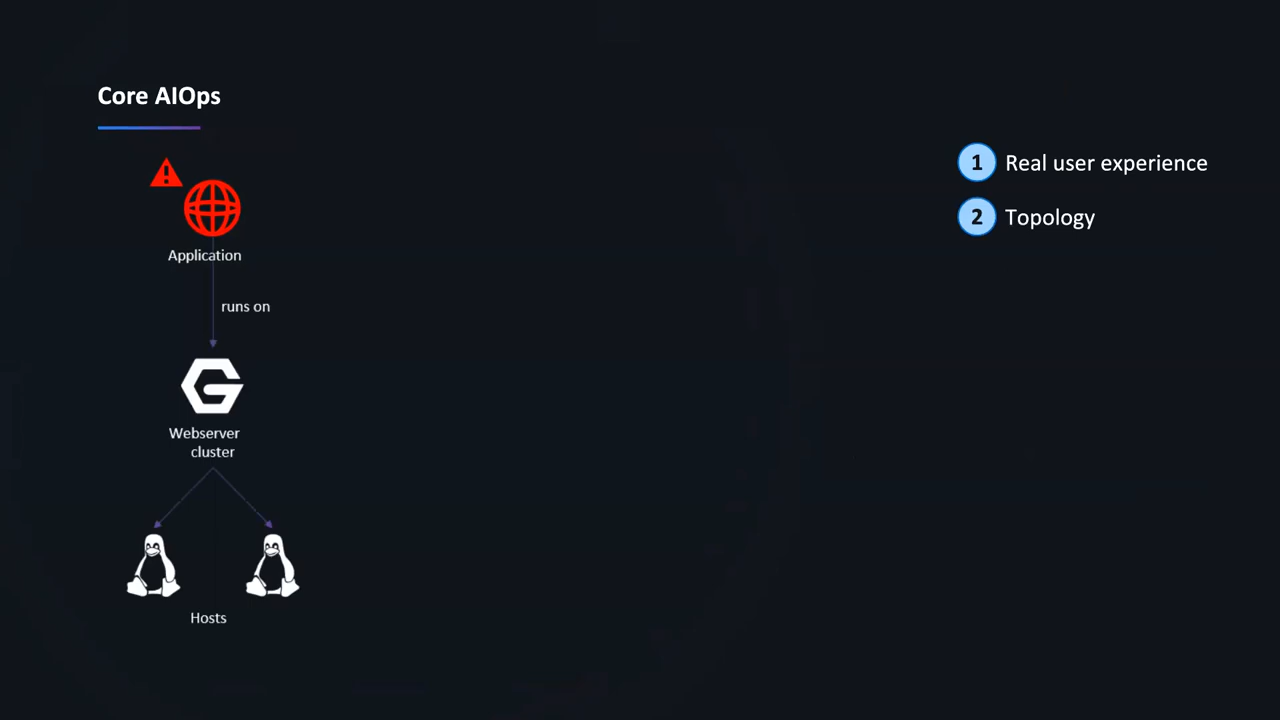 Core AIOps
1 Real user experience
2 Topology
Application
runs on
Webserver
cluster
Hosts